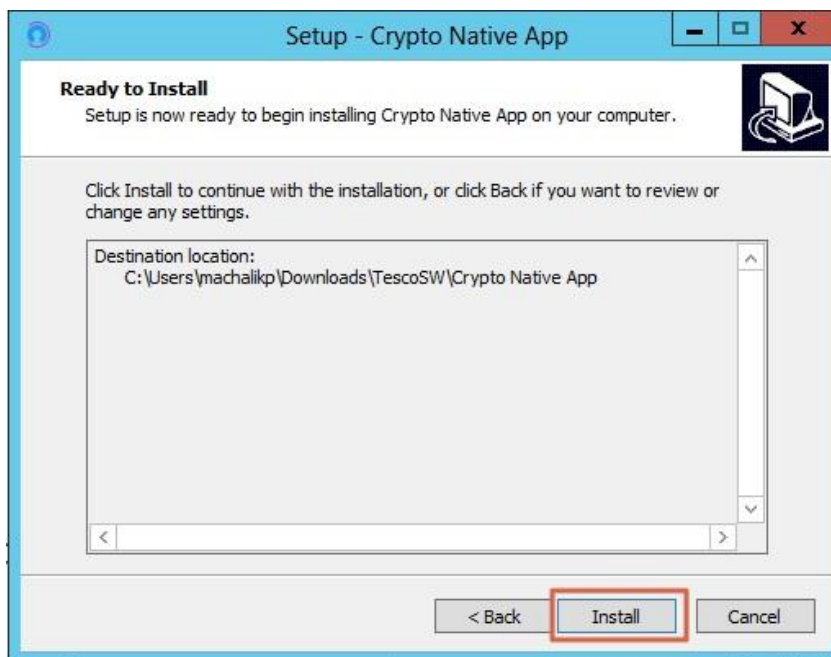 Setup - Crypto Native App
Ready to Install
Setup is now ready to begin installing Crypto Native App on your computer.
Click Install to continue with the installation, or click Back if you want to review or
change any settings.
Destination location:
C:\Users\machalikp\Downloads\TescoSW\Crypto Native App
< Back
Install
Cancel